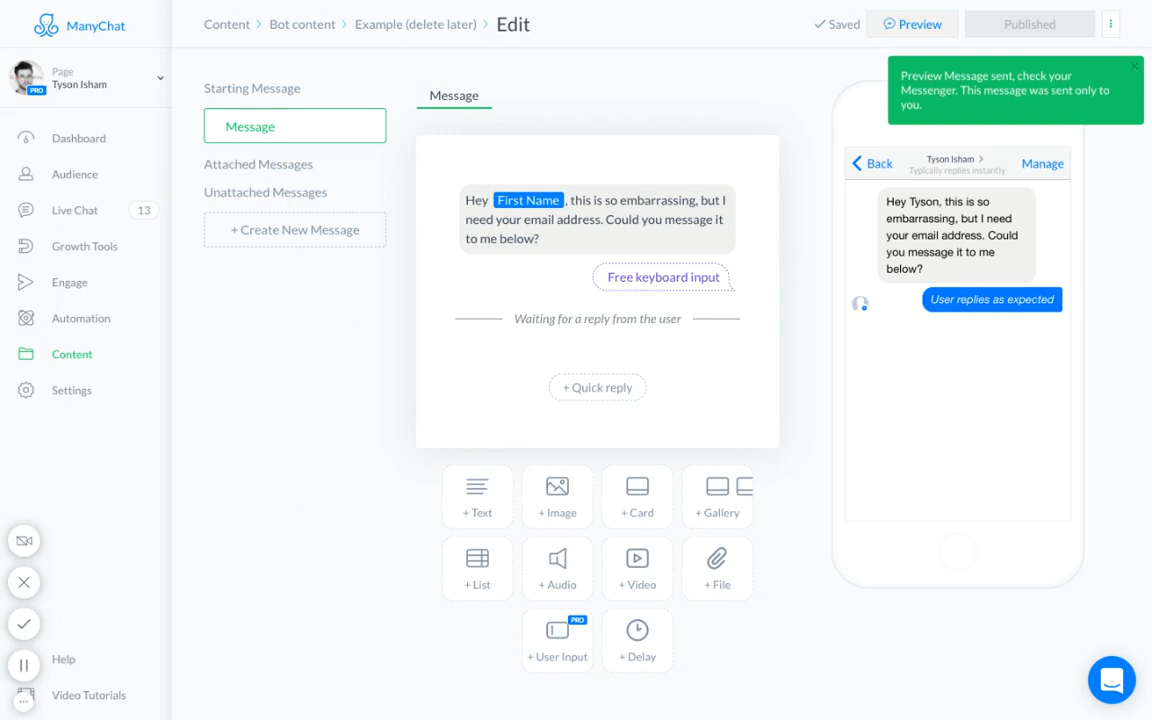 ManyChat
Content > Bot content > Example (delete later) > Edit
Saved
Preview
Published
Page
Tyson Isham
PRO
Dashboard
Audience
Live Chat 13
Growth Tools
Engage
Automation
Content
Settings
Help
Video Tutorials
Starting Message
Message
Attached Messages
Unattached Messages
+ Create New Message
Message
Hey First Name, this is so embarrassing, but I
need your email address. Could you message it
to me below?
Free keyboard input
Waiting for a reply from the user
+ Quick reply
+ Text
+ Image
+ Card
+ Gallery
+ List
+ Audio
+ Video
+ File
PRO
+ User Input
+ Delay
Preview Message sent, check your
Messenger. This message was sent only to
you.
Back
Tyson Isham >
Typically replies instantly
Manage
Hey Tyson, this is so
embarrassing, but I need
your email address. Could
you message it to me
below?
User replies as expected